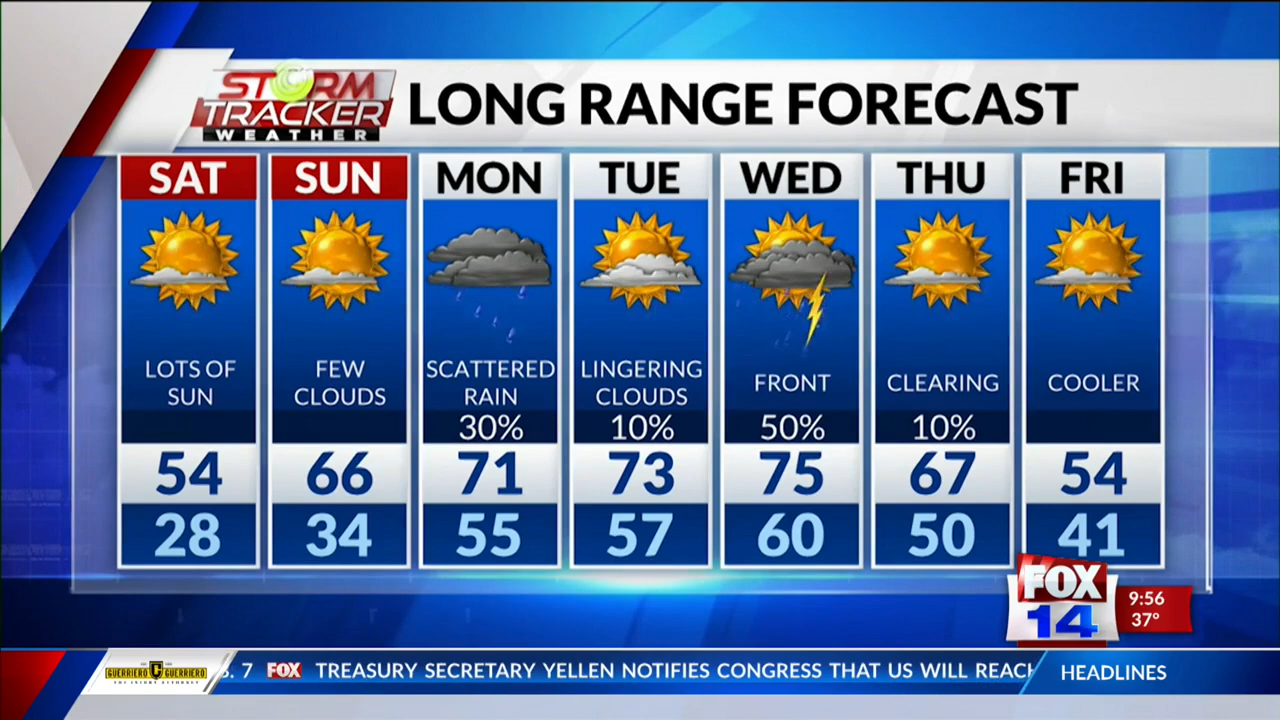 STORM
TRACKER
WEATHER
LONG RANGE FORECAST
SAT SUN MON TUE WED THU FRI
LOTS OF
SUN
FEW
CLOUDS
SCATTERED
RAIN
LINGERING
CLOUDS
FRONT
CLEARING
COOLER
30% 10% 50% 10%
54 66 71 73 75 67 54
28 34 55 57 60 50 41
FOX
14
9:56
37°
GUERRIERO G GUERRIERO
. 7 FOX TREASURY SECRETARY YELLEN NOTIFIES CONGRESS THAT US WILL REACH
HEADLINES